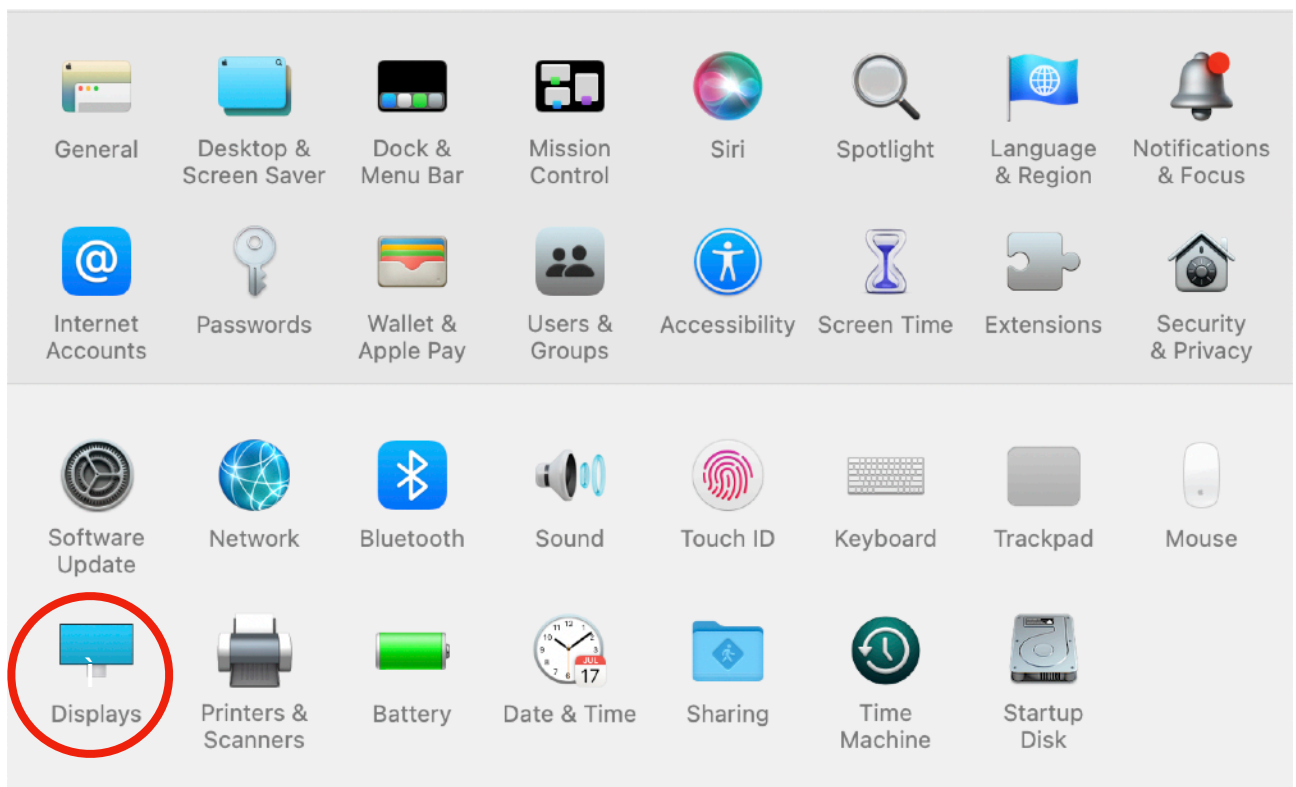 General
Desktop &
Screen Saver
Dock &
Menu Bar
Mission
Control
Siri
Spotlight
Language
& Region
Notifications
& Focus
@
Internet
Accounts
Passwords
Wallet &
Apple Pay
Users &
Groups
Accessibility
Screen Time
Extensions
Security
& Privacy
Software
Update
Network
Bluetooth
Sound
Touch ID
Keyboard
Trackpad
Mouse
Displays
Printers &
Scanners
Battery
JUL
17
Date & Time
Sharing
Time
Machine
Startup
Disk